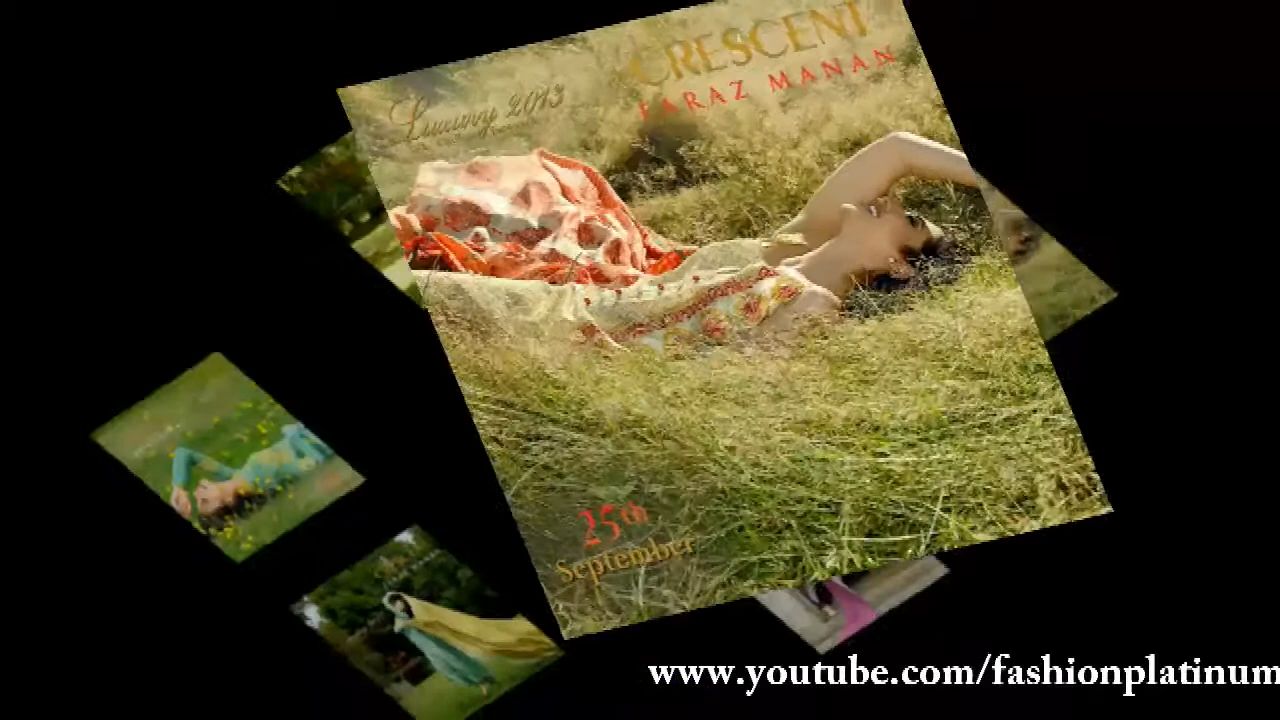 CRESCENT
FARAZ MANAN
Luxury 2013
25th
September
www.youtube.com/fashionplatinum